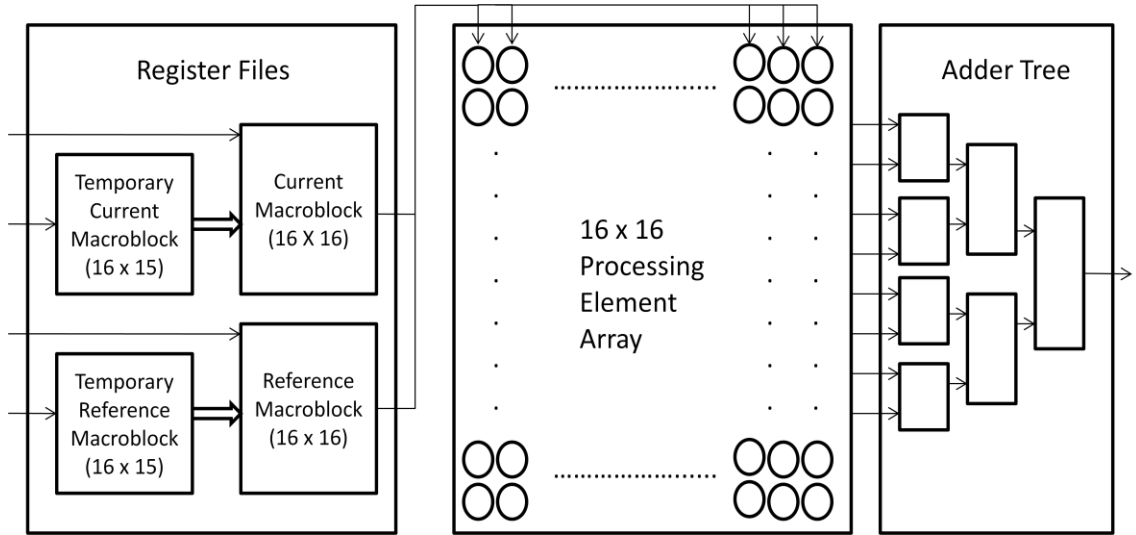 Register Files
Temporary
Current
Macroblock
(16 x 15)
Current
Macroblock
(16 X 16)
Temporary
Reference
Macroblock
(16 x 15)
Reference
Macroblock
(16 x 16)
16 x 16
Processing
Element
Array
Adder Tree